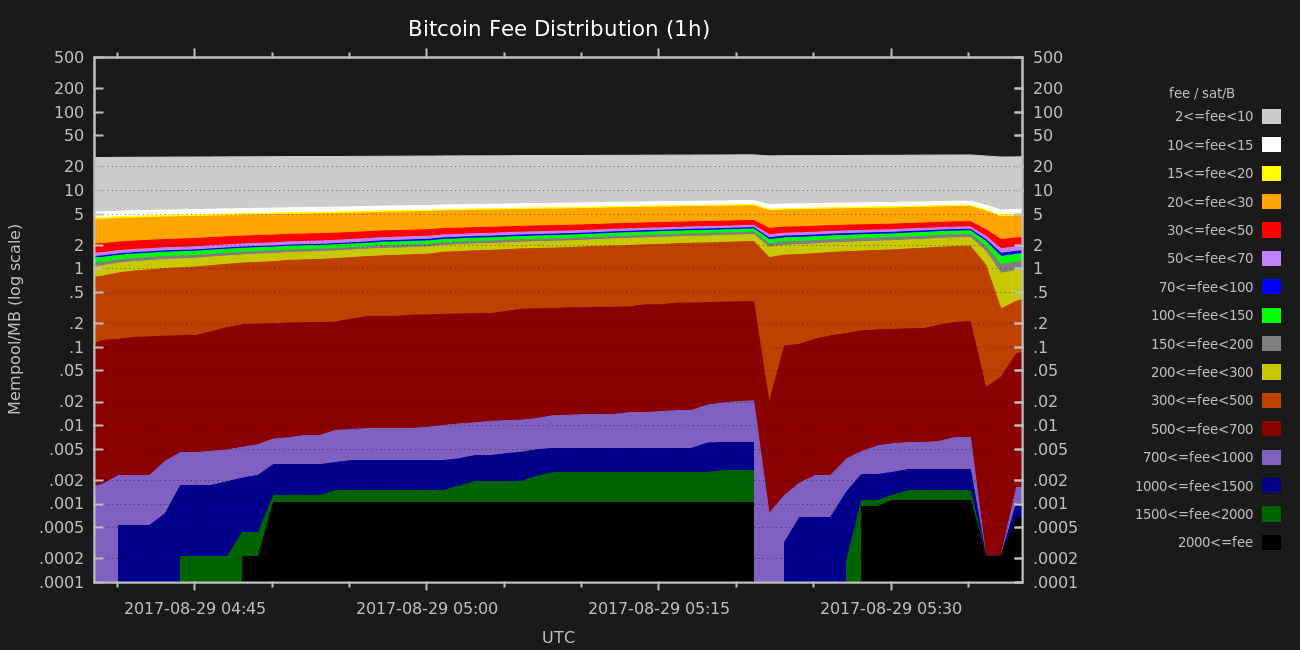 Bitcoin Fee Distribution (1h)
500
200
100
50
20
10
5
2
1
.5
.2
.1
.05
.02
.01
.005
.002
.001
.0005
.0002
.0001
Mempool/MB (log scale)
500
200
100
50
20
10
5
2
1
.5
.2
.1
.05
.02
.01
.005
.002
.001
.0005
.0002
.0001
2017-08-29 04:45
2017-08-29 05:00
2017-08-29 05:15
2017-08-29 05:30
UTC
fee / sat/B
2<=fee<10
10<=fee<15
15<=fee<20
20<=fee<30
30<=fee<50
50<=fee<70
70<=fee<100
100<=fee<150
150<=fee<200
200<=fee<300
300<=fee<500
500<=fee<700
700<=fee<1000
1000<=fee<1500
1500<=fee<2000
2000<=fee